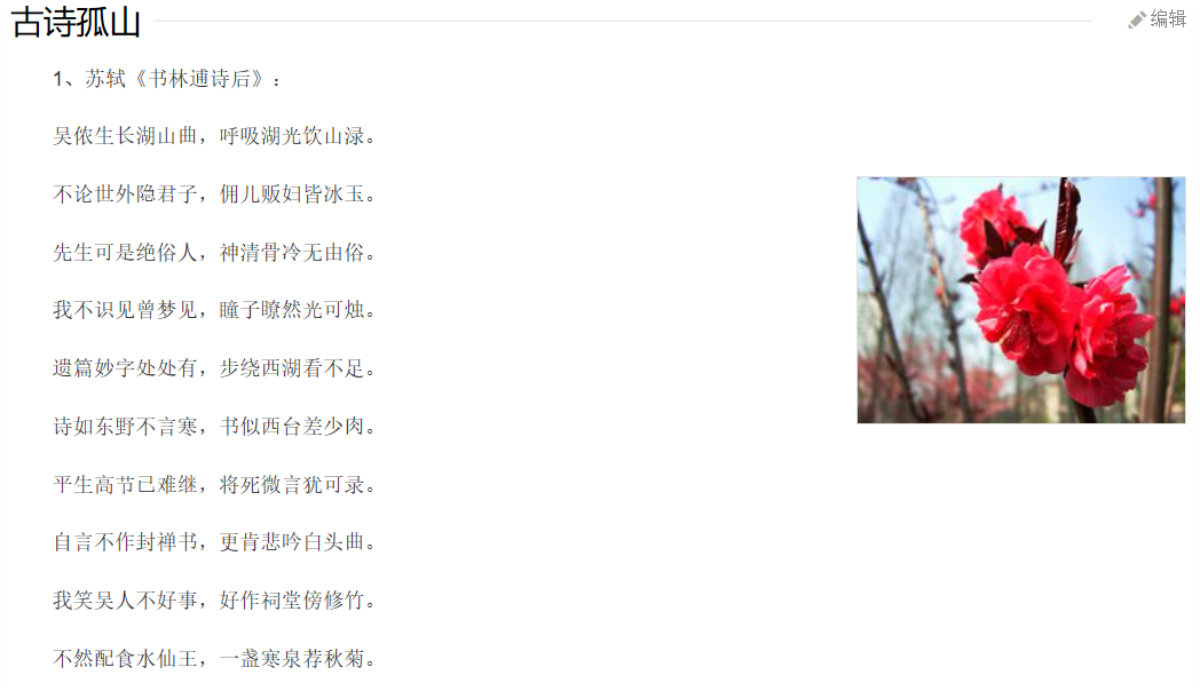 古诗孤山
编辑
1、苏轼《书林逋诗后》：
吴侬生长湖山曲，呼吸湖光饮山渌。
不论世外隐君子，佣儿贩妇皆冰玉。
先生可是绝俗人，神清骨冷无由俗。
我不识见曾梦见，瞳子瞭然光可烛。
遗篇妙字处处有，步绕西湖看不足。
诗如东野不言寒，书似西台差少肉。
平生高节已难继，将死微言犹可录。
自言不作封禅书，更肯悲吟白头曲。
我笑吴人不好事，好作祠堂傍修竹。
不然配食水仙王，一盏寒泉荐秋菊。